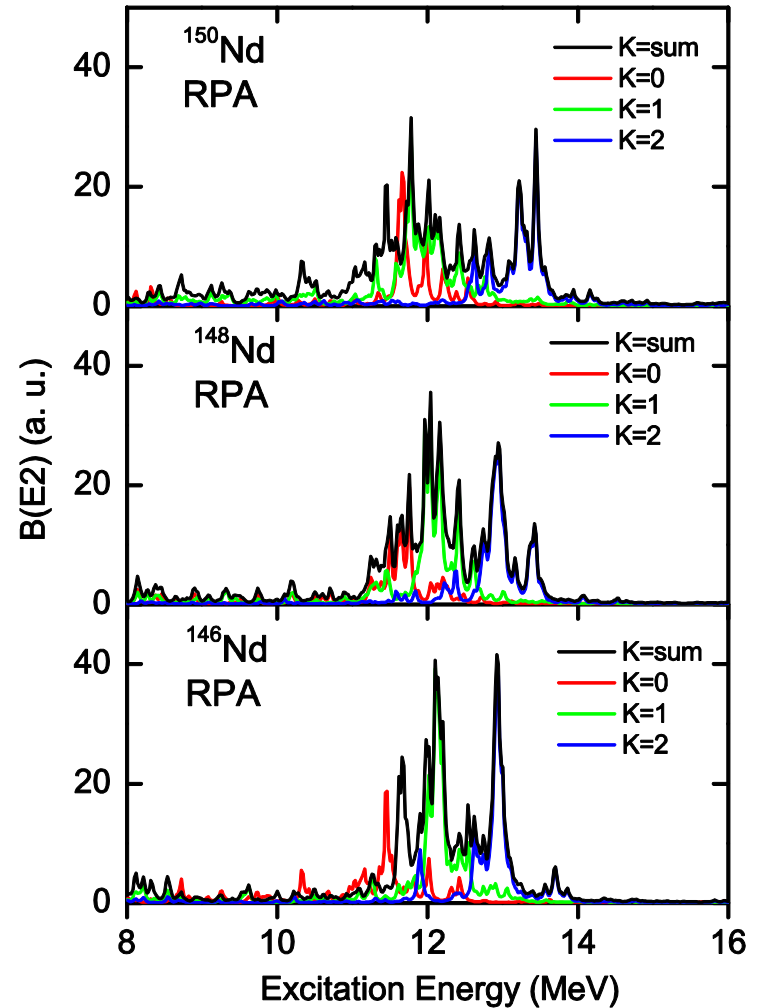 40
20
0
150Nd
RPA
K=sum
K=0
K=1
K=2
40
20
0
148Nd
RPA
K=sum
K=0
K=1
K=2
B(E2) (a. u.)
40
20
0
146Nd
RPA
K=sum
K=0
K=1
K=2
8 10 12 14 16
Excitation Energy (MeV)